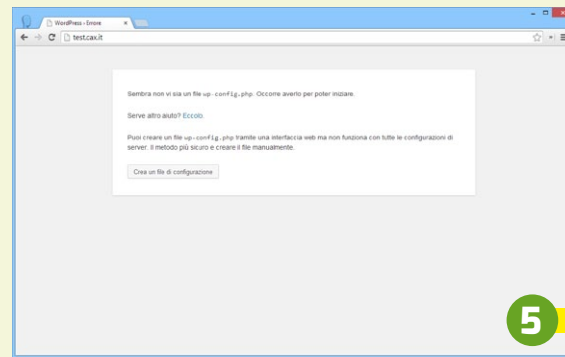 WordPress › Errore
test.cax.it
Sembra non vi sia un file wp-config.php. Occorre averlo per poter iniziare.
Serve altro aiuto? Eccolo.
Puoi creare un file wp-config.php tramite una interfaccia web ma non funziona con tutte le configurazioni di
server. Il metodo più sicuro e creare il file manualmente.
Crea un file di configurazione
5